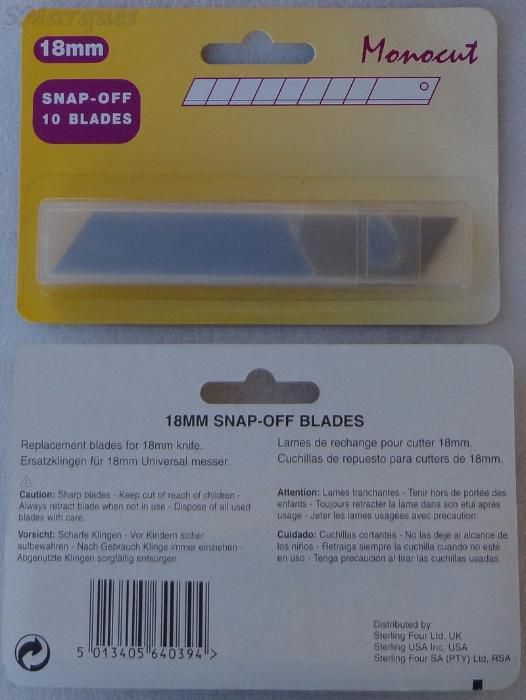 SMarques
18mm
Monocut
SNAP-OFF
10 BLADES
18MM SNAP-OFF BLADES
Replacement blades for 18mm knife.
Ersatzklingen für 18mm Universal messer.
Lames de rechange pour cutter 18mm.
Cuchillas de repuesto para cutters de 18mm.
Caution: Sharp blades - Keep out of reach of children -
Always retract blade when not in use - Dispose of all used
blades with care.
Vorsicht: Scharfe Klingen - Vor Kindern sicher
aufbewahren - Nach Gebrauch Klinge immer einziehen -
Abgenutzte Klingen sorgfältig entsorgen.
Attention: Lames tranchantes - Tenir hors de portée des
enfants - Toujours retracter la lame dans son etui après
usage - Jeter les lames usagées avec precaution.
Cuidado: Cuchillas cortantes - No las deje al alcance de
los niños - Retraiga siempre la cuchilla cuando no esté
en uso - Tenga precaución al tirar las cuchillas usadas.
5 013405 640394 >
Distributed by
Sterling Four Ltd, UK
Sterling USA Inc, USA
Sterling Four SA (PTY) Ltd, RSA